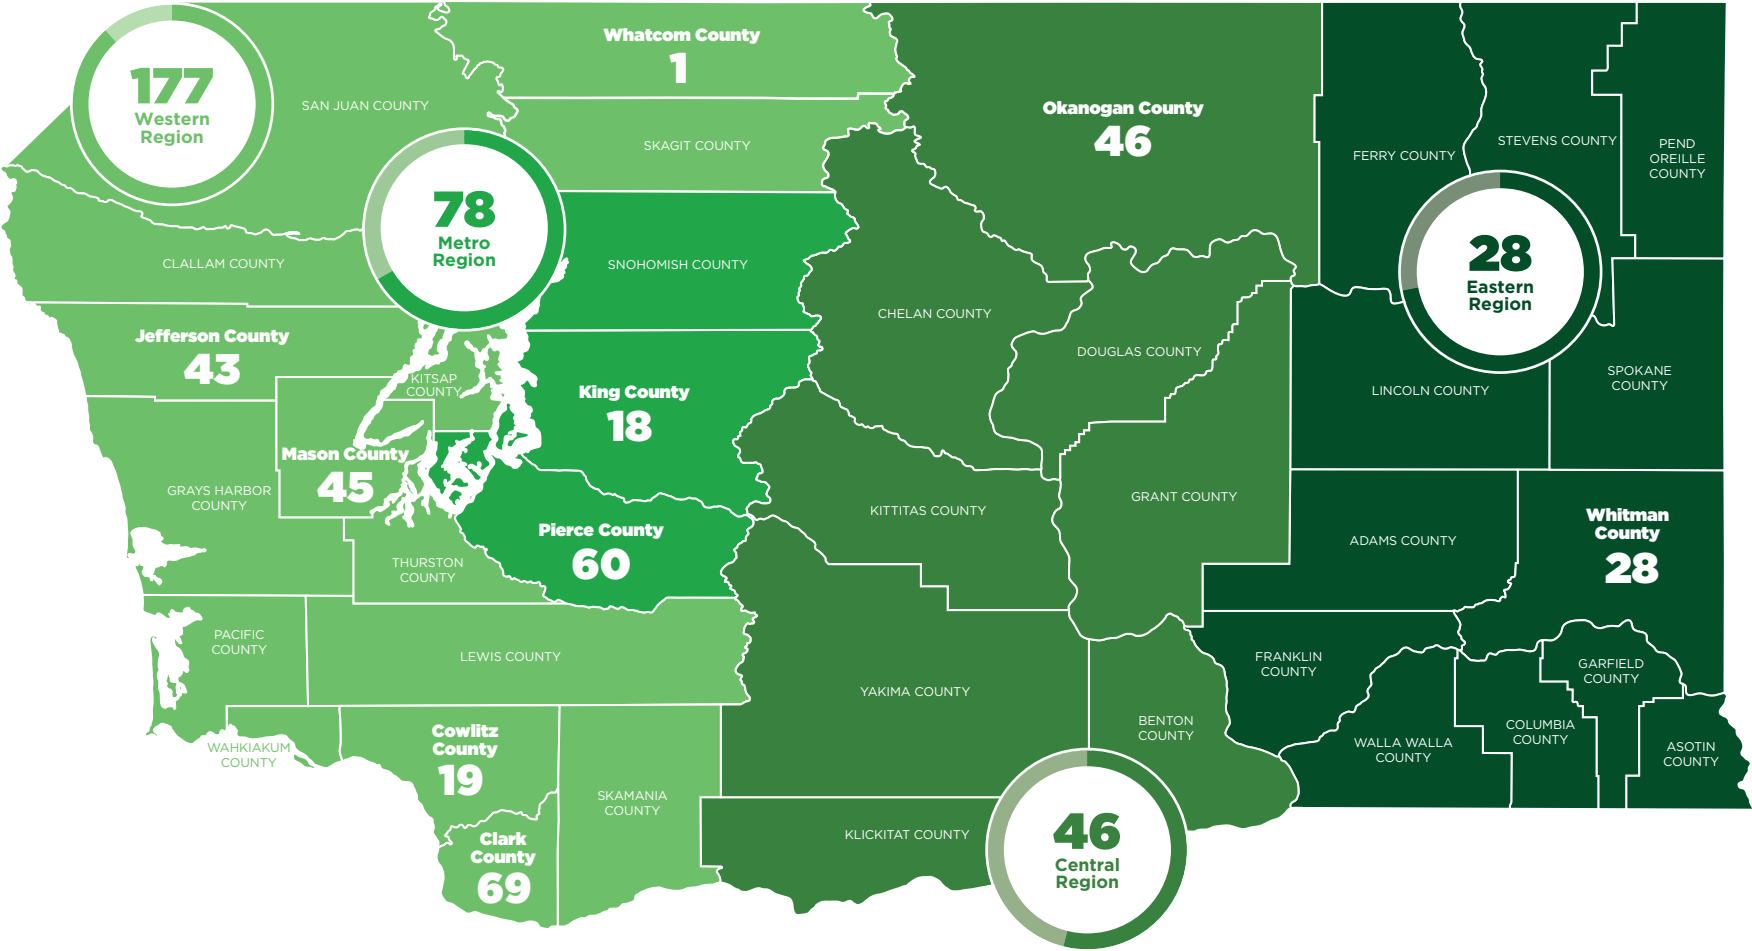 Whatcom County
1
177
Western
Region
SAN JUAN COUNTY
SKAGIT COUNTY
Okanogan County
46
FERRY COUNTY
STEVENS COUNTY
PEND
OREILLE
COUNTY
78
Metro
Region
CLALLAM COUNTY
SNOHOMISH COUNTY
28
Eastern
Region
CHELAN COUNTY
DOUGLAS COUNTY
Jefferson County
43
KITSAP
COUNTY
King County
18
LINCOLN COUNTY
SPOKANE
COUNTY
Mason County
45
GRAYS HARBOR
COUNTY
KITTITAS COUNTY
GRANT COUNTY
Pierce County
60
ADAMS COUNTY
Whitman
County
28
THURSTON
COUNTY
PACIFIC
COUNTY
LEWIS COUNTY
YAKIMA COUNTY
FRANKLIN
COUNTY
GARFIELD
COUNTY
BENTON
COUNTY
WALLA WALLA
COUNTY
COLUMBIA
COUNTY
ASOTIN
COUNTY
WAHKIAKUM
COUNTY
Cowlitz
County
19
SKAMANIA
COUNTY
KLICKITAT COUNTY
46
Central
Region
Clark
County
69